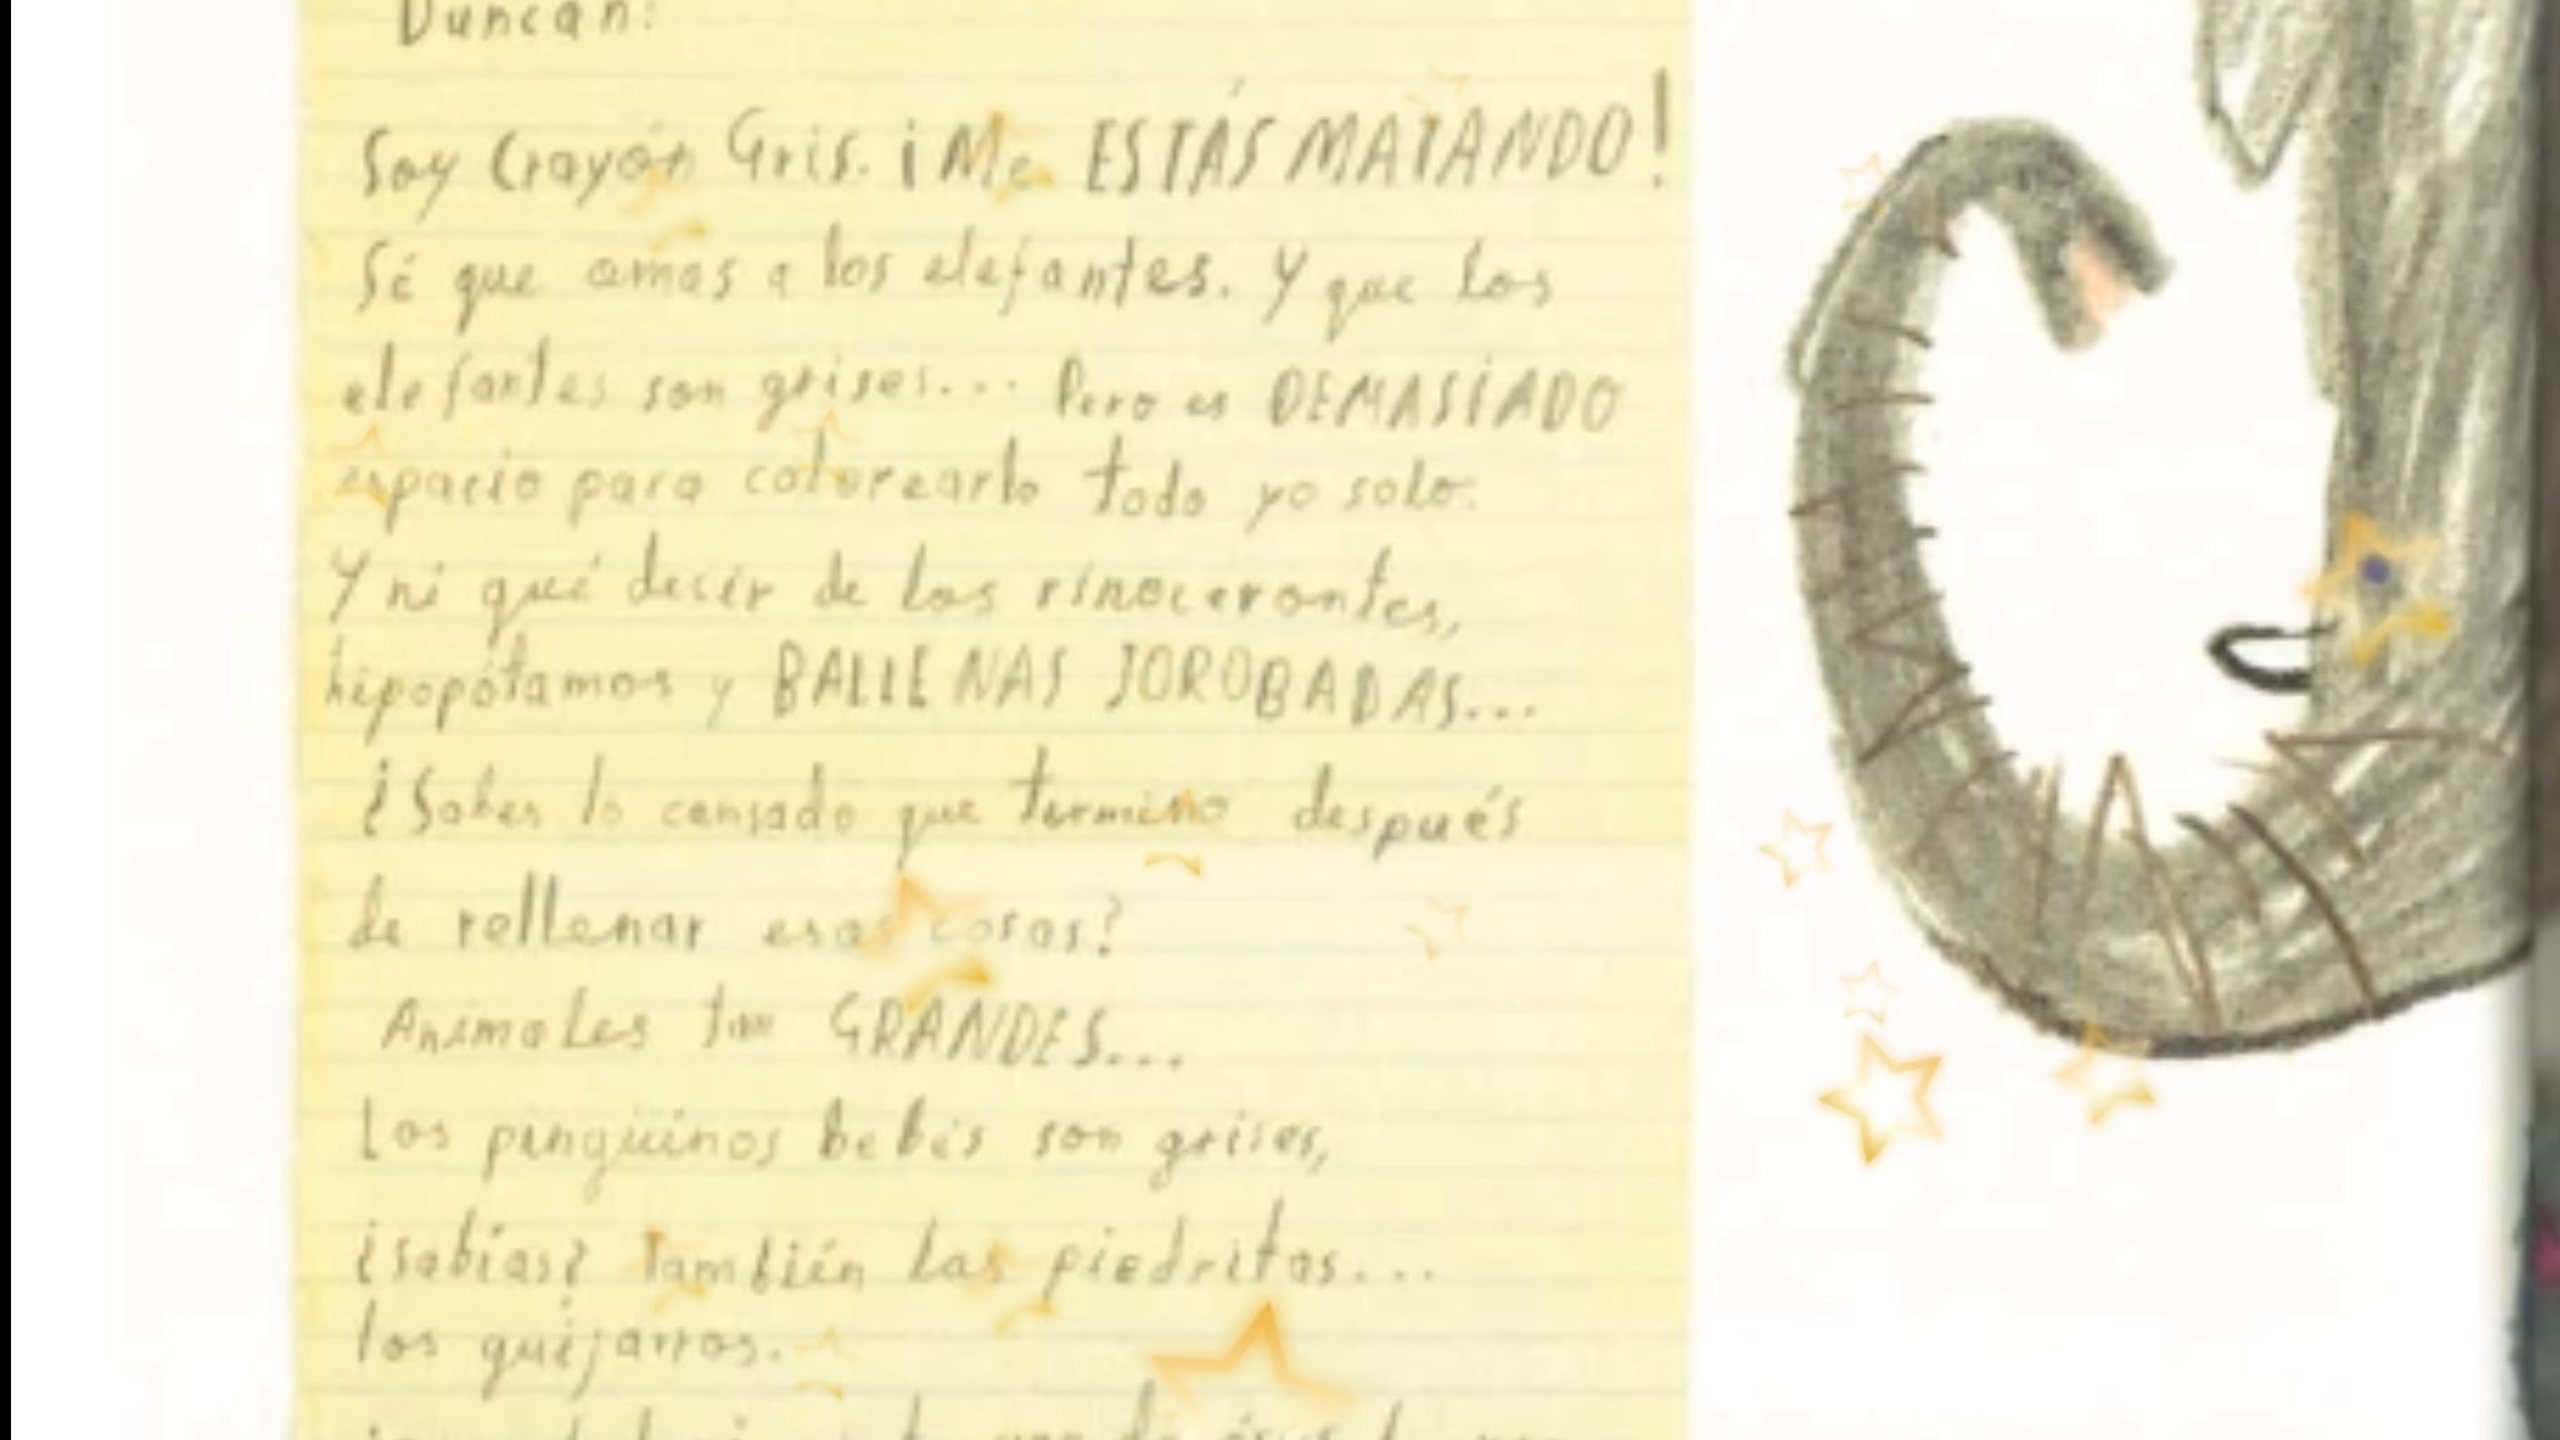 Duncan:
Soy Crayón Gris. ¡Me ESTÁS MATANDO!
Sé que amas a los elefantes. Y que los
elefantes son grises... Pero es DEMASIADO
espacio para colorearlo todo yo solo.
Y ni qué decir de los rinocerontes,
hipopótamos y BALLENAS JOROBADAS...
¿Sabes lo cansado que termino después
de rellenar esas cosas?
Animales tan GRANDES...
Los pingüinos bebés son grises,
¿sabías? También las piedritas...
los guijarros.